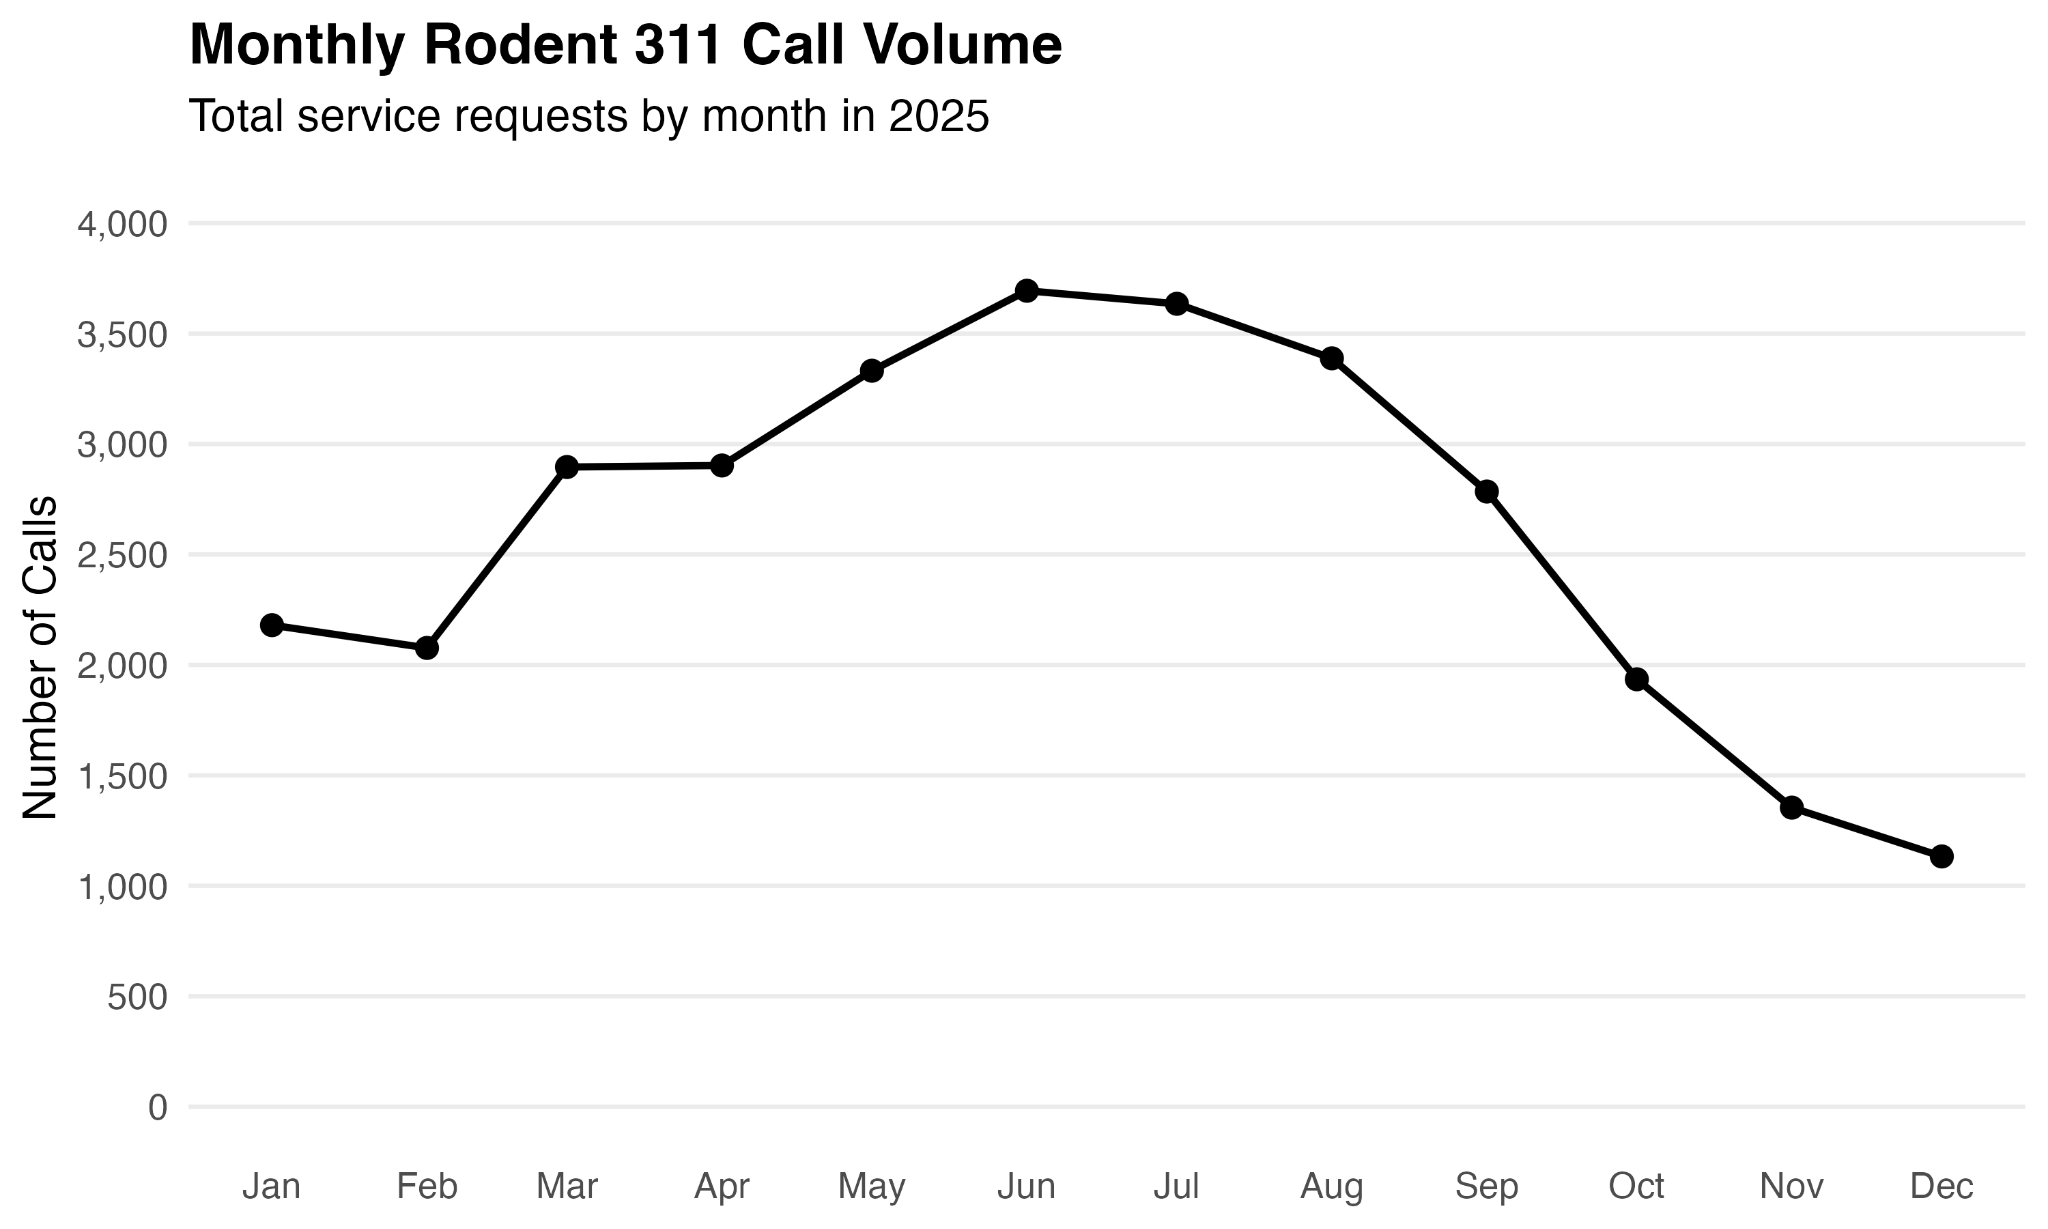 Monthly Rodent 311 Call Volume
Total service requests by month in 2025
Number of Calls
4,000
3,500
3,000
2,500
2,000
1,500
1,000
500
0
Jan Feb Mar Apr May Jun Jul Aug Sep Oct Nov Dec